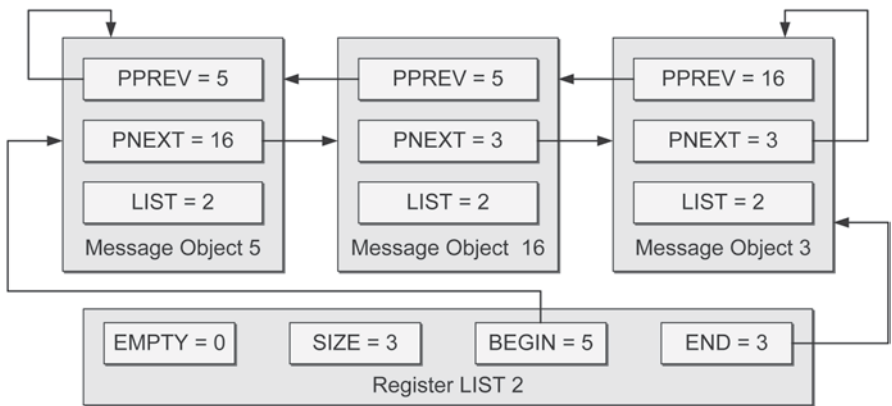 PPREV = 5
PNEXT = 16
LIST = 2
Message Object 5
PPREV = 5
PNEXT = 3
LIST = 2
Message Object 16
PPREV = 16
PNEXT = 3
LIST = 2
Message Object 3
EMPTY = 0
SIZE = 3
BEGIN = 5
END = 3
Register LIST 2